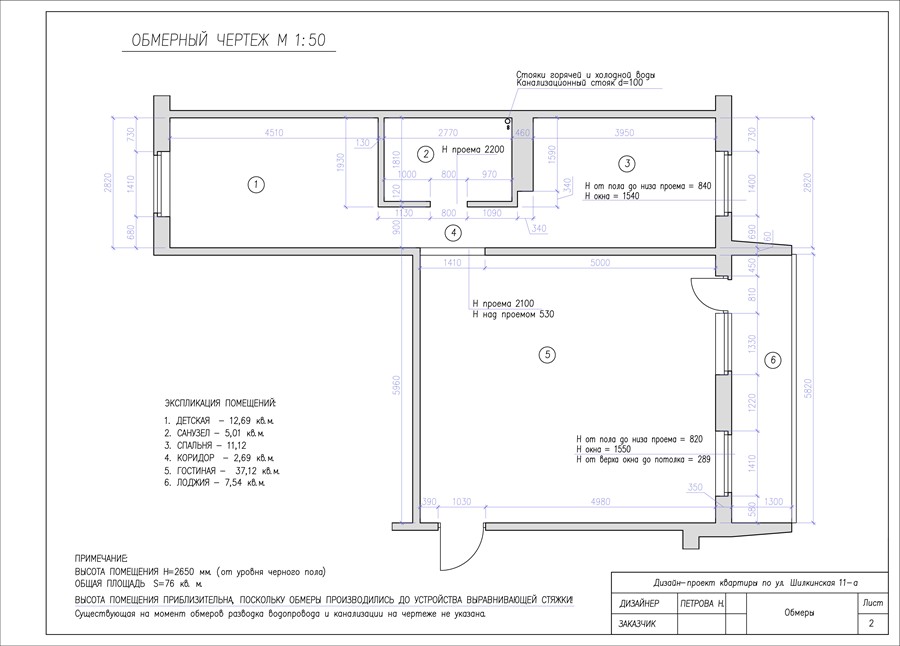 ОБМЕРНЫЙ ЧЕРТЕЖ М 1:50
Стояки горячей и холодной воды
Канализационный стояк d=100
4510
2770
460
3950
130
730
1410
680
2820
1930
1810
120
900
1
2
Н проема 2200
1000
800
970
1130
800
1090
340
1590
340
3
Н от пола до низа проема = 840
Н окна = 1540
730
1400
690
2820
60
4
1410
5000
Н проема 2100
Н над проемом 530
450
810
1330
1220
1410
580
5
6
5960
5820
Н от пола до низа проема = 820
Н окна = 1550
Н от верха окна до потолка = 289
350
390
1030
4980
1300
ЭКСПЛИКАЦИЯ ПОМЕЩЕНИЙ:
1. ДЕТСКАЯ – 12,69 кв.м.
2. САНУЗЕЛ – 5,01 кв.м.
3. СПАЛЬНЯ – 11,12
4. КОРИДОР – 2,69 кв.м.
5. ГОСТИНАЯ – 37,12 кв.м.
6. ЛОДЖИЯ – 7,54 кв.м.
ПРИМЕЧАНИЕ:
ВЫСОТА ПОМЕЩЕНИЯ Н=2650 мм. (от уровня черного пола)
ОБЩАЯ ПЛОЩАДЬ S=76 кв. м.
ВЫСОТА ПОМЕЩЕНИЯ ПРИБЛИЗИТЕЛЬНА, ПОСКОЛЬКУ ОБМЕРЫ ПРОИЗВОДИЛИСЬ ДО УСТРОЙСТВА ВЫРАВНИВАЮЩЕЙ СТЯЖКИ!
Существующая на момент обмеров разводка водопровода и канализации на чертеже не указана.
Дизайн-проект квартиры по ул. Шилкинская 11-а
ДИЗАЙНЕР ПЕТРОВА Н.
ЗАКАЗЧИК
Обмеры
Лист
2